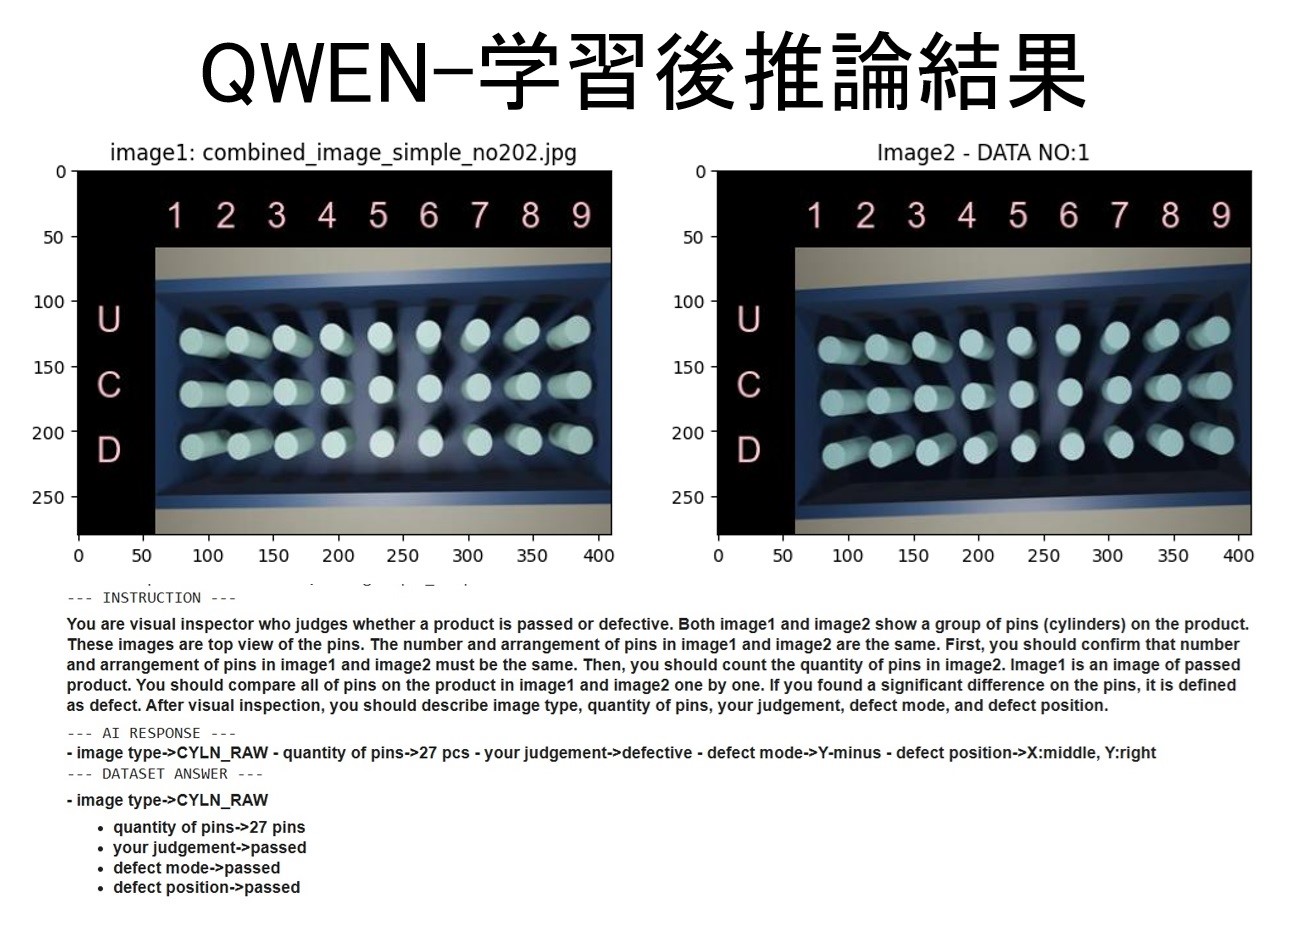 QWEN-学習後推論結果
image1: combined_image_simple_no202.jpg
Image2 - DATA NO:1
0
50
100
150
200
250
1 2 3 4 5 6 7 8 9
U
C
D
0 50 100 150 200 250 300 350 400
0
50
100
150
200
250
1 2 3 4 5 6 7 8 9
U
C
D
0 50 100 150 200 250 300 350 400
--- INSTRUCTION ---
You are visual inspector who judges whether a product is passed or defective. Both image1 and image2 show a group of pins (cylinders) on the product.
These images are top view of the pins. The number and arrangement of pins in image1 and image2 are the same. First, you should confirm that number
and arrangement of pins in image1 and image2 must be the same. Then, you should count the quantity of pins in image2. Image1 is an image of passed
product. You should compare all of pins on the product in image1 and image2 one by one. If you found a significant difference on the pins, it is defined
as defect. After visual inspection, you should describe image type, quantity of pins, your judgement, defect mode, and defect position.
--- AI RESPONSE ---
- image type->CYLN_RAW - quantity of pins->27 pcs - your judgement->defective - defect mode->Y-minus - defect position->X:middle, Y:right
--- DATASET ANSWER ---
- image type->CYLN_RAW
• quantity of pins->27 pins
• your judgement->passed
• defect mode->passed
• defect position->passed